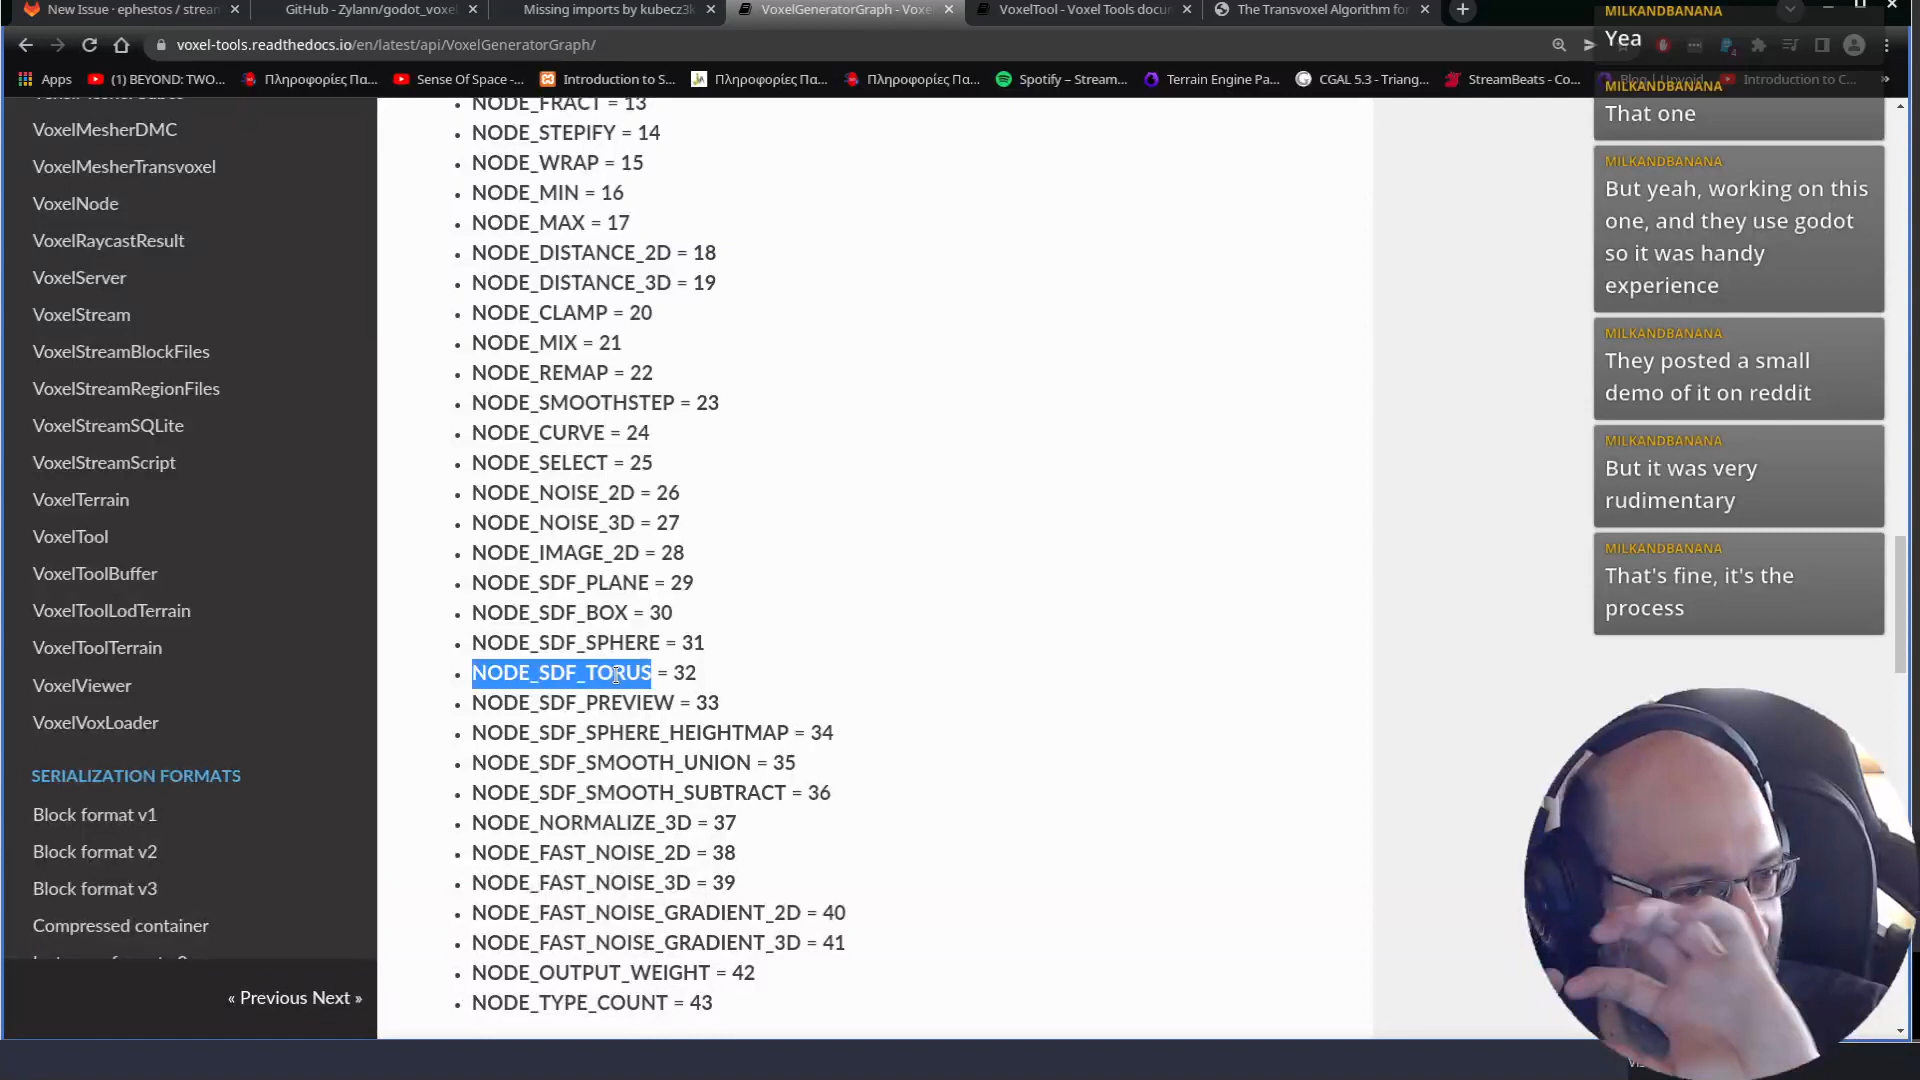 New Issue · ephestos / strean
GitHub - Zylann/godot_voxel
Missing imports by kubecz3k
VoxelGeneratorGraph - Voxel
VoxelTool - Voxel Tools docum
The Transvoxel Algorithm for
voxel-tools.readthedocs.io/en/latest/api/VoxelGeneratorGraph/
Apps
(1) BEYOND: TWO...
Πληροφορίες Πα...
Sense Of Space -...
Introduction to S...
Πληροφορίες Πα...
Πληροφορίες Πα...
Spotify – Stream...
Terrain Engine Pa...
CGAL 5.3 - Triang...
StreamBeats - Co...
Blog | Unvoid
Introduction to C...
VoxelMesherDMC
VoxelMesherTransvoxel
VoxelNode
VoxelRaycastResult
VoxelServer
VoxelStream
VoxelStreamBlockFiles
VoxelStreamRegionFiles
VoxelStreamSQLite
VoxelStreamScript
VoxelTerrain
VoxelTool
VoxelToolBuffer
VoxelToolLodTerrain
VoxelToolTerrain
VoxelViewer
VoxelVoxLoader
SERIALIZATION FORMATS
Block format v1
Block format v2
Block format v3
Compressed container
« Previous Next »
• NODE_FRACT = 13
• NODE_STEPIFY = 14
• NODE_WRAP = 15
• NODE_MIN = 16
• NODE_MAX = 17
• NODE_DISTANCE_2D = 18
• NODE_DISTANCE_3D = 19
• NODE_CLAMP = 20
• NODE_MIX = 21
• NODE_REMAP = 22
• NODE_SMOOTHSTEP = 23
• NODE_CURVE = 24
• NODE_SELECT = 25
• NODE_NOISE_2D = 26
• NODE_NOISE_3D = 27
• NODE_IMAGE_2D = 28
• NODE_SDF_PLANE = 29
• NODE_SDF_BOX = 30
• NODE_SDF_SPHERE = 31
• NODE_SDF_TORUS = 32
• NODE_SDF_PREVIEW = 33
• NODE_SDF_SPHERE_HEIGHTMAP = 34
• NODE_SDF_SMOOTH_UNION = 35
• NODE_SDF_SMOOTH_SUBTRACT = 36
• NODE_NORMALIZE_3D = 37
• NODE_FAST_NOISE_2D = 38
• NODE_FAST_NOISE_3D = 39
• NODE_FAST_NOISE_GRADIENT_2D = 40
• NODE_FAST_NOISE_GRADIENT_3D = 41
• NODE_OUTPUT_WEIGHT = 42
• NODE_TYPE_COUNT = 43
MILKANDBANANA
Yea
MILKANDBANANA
That one
MILKANDBANANA
But yeah, working on this
one, and they use godot
so it was handy
experience
MILKANDBANANA
They posted a small
demo of it on reddit
MILKANDBANANA
But it was very
rudimentary
MILKANDBANANA
That's fine, it's the
process